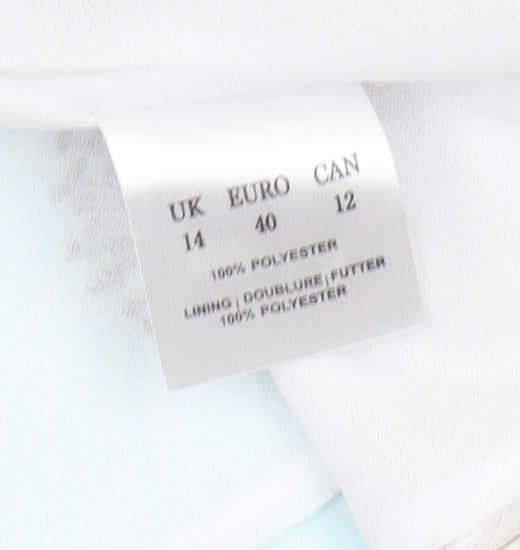 UK EURO CAN
14 40 12
100% POLYESTER
LINING | DOUBLURE | FUTTER
100% POLYESTER